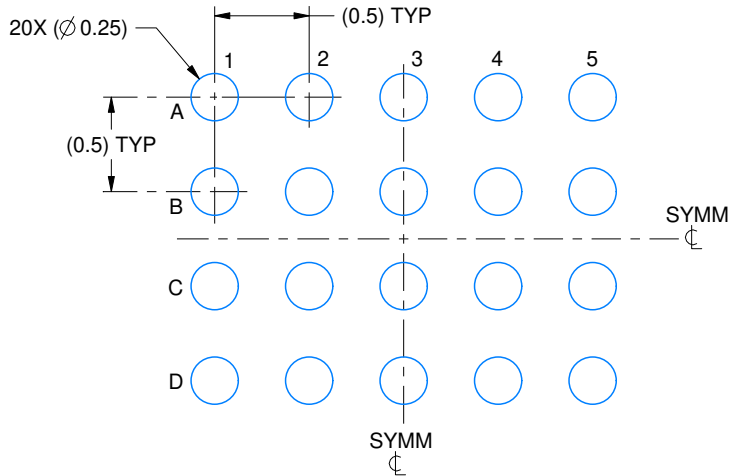 20X (∅ 0.25)
(0.5) TYP
1
2
3
4
5
A
(0.5) TYP
B
SYMM
℄
C
D
SYMM
℄